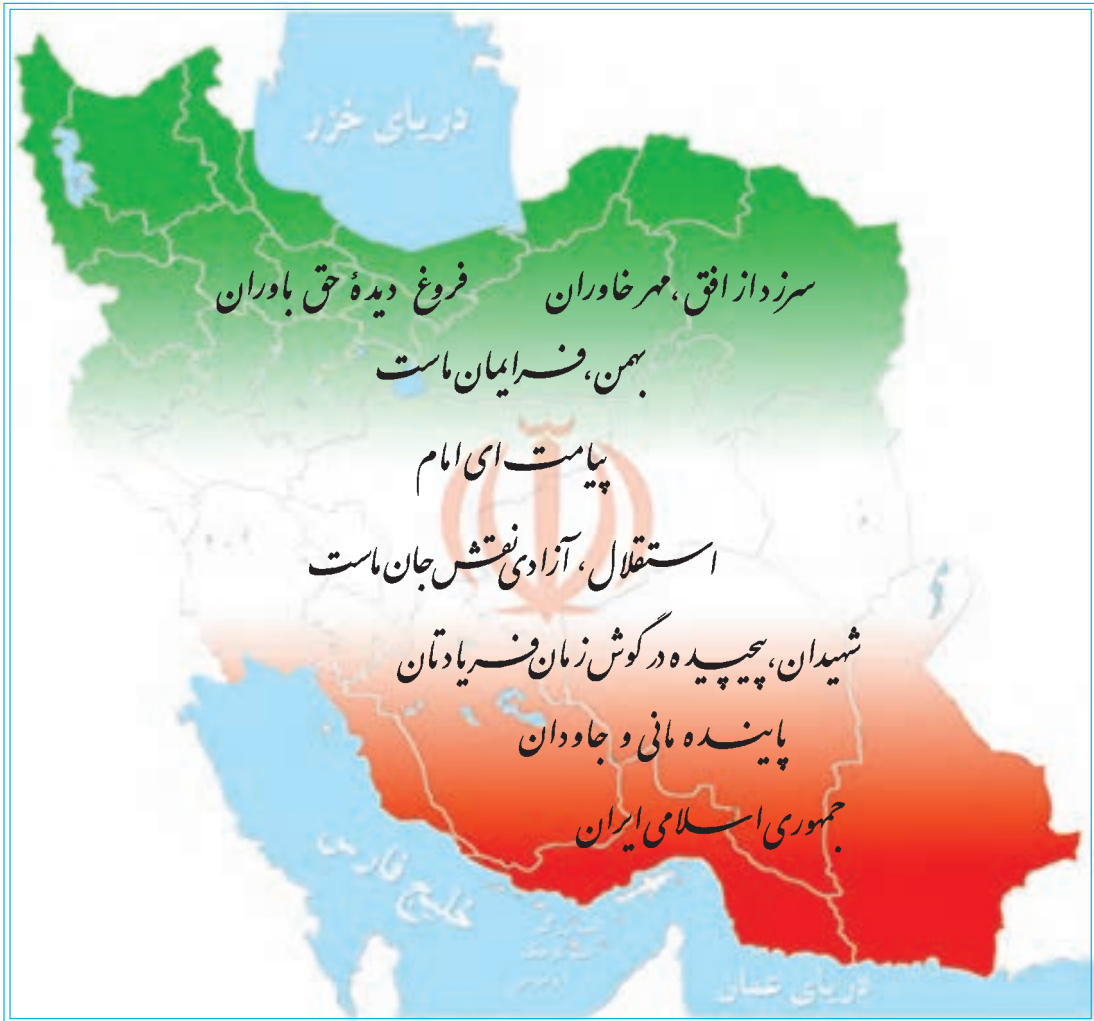 دریای خزر
سرزد از افق، مهر خاوران    فروغ دیدهٔ حق باوران
بهمن، فر ایمان ماست
پیامت ای امام
استقلال، آزادی نقش جان ماست
شهیدان، پیچیده در گوش زمان فریادتان
پاینده مانی و جاودان
جمهوری اسلامی ایران
خلیج فارس
دریای عمان